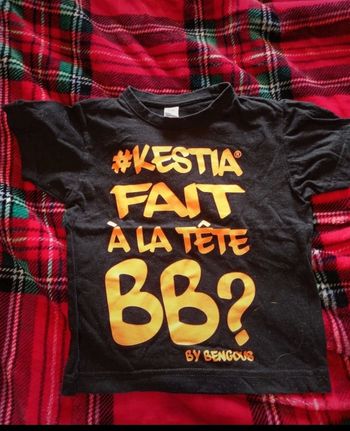 #KESTIA®
FAIT
À LA TÊTE
BB?
BY BENGOUS